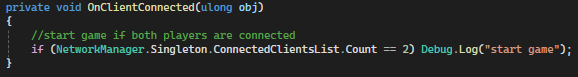 private void OnClientConnected(ulong obj)
{
//start game if both players are connected
if (NetworkManager.Singleton.ConnectedClientsList.Count == 2) Debug.Log("start game");
}